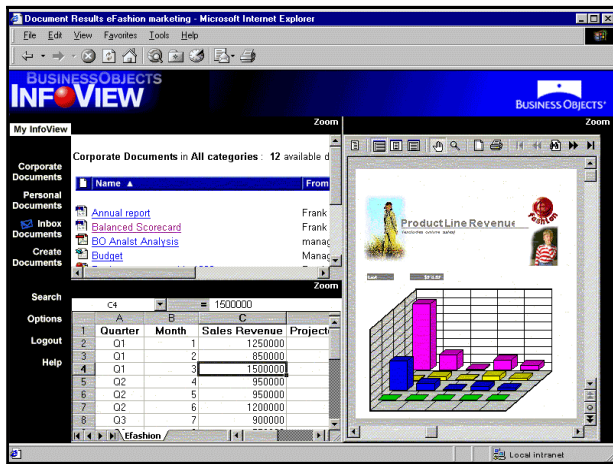 Document Results eFashion marketing - Microsoft Internet Explorer
File Edit View Favorites Tools Help
BUSINESSOBJECTS
INFOVIEW
BUSINESS OBJECTS
My InfoView
Zoom
Zoom
Corporate Documents
Personal Documents
Inbox Documents
Create Documents
Search
Options
Logout
Help
Corporate Documents in All categories : 12 available d
Name From
Annual report Frank
Balanced Scorecard Frank
BO Analst Analysis manag
Budget Manag
Zoom
C4 = 1500000
A B C
1 Quarter Month Sales Revenue Project
2 Q1 1 1250000
3 Q1 2 850000
4 Q1 3 1500000
5 Q2 4 950000
6 Q2 5 950000
7 Q2 6 1200000
8 Q3 7 900000
Efashion
Product Line Revenue
fashion
Local intranet